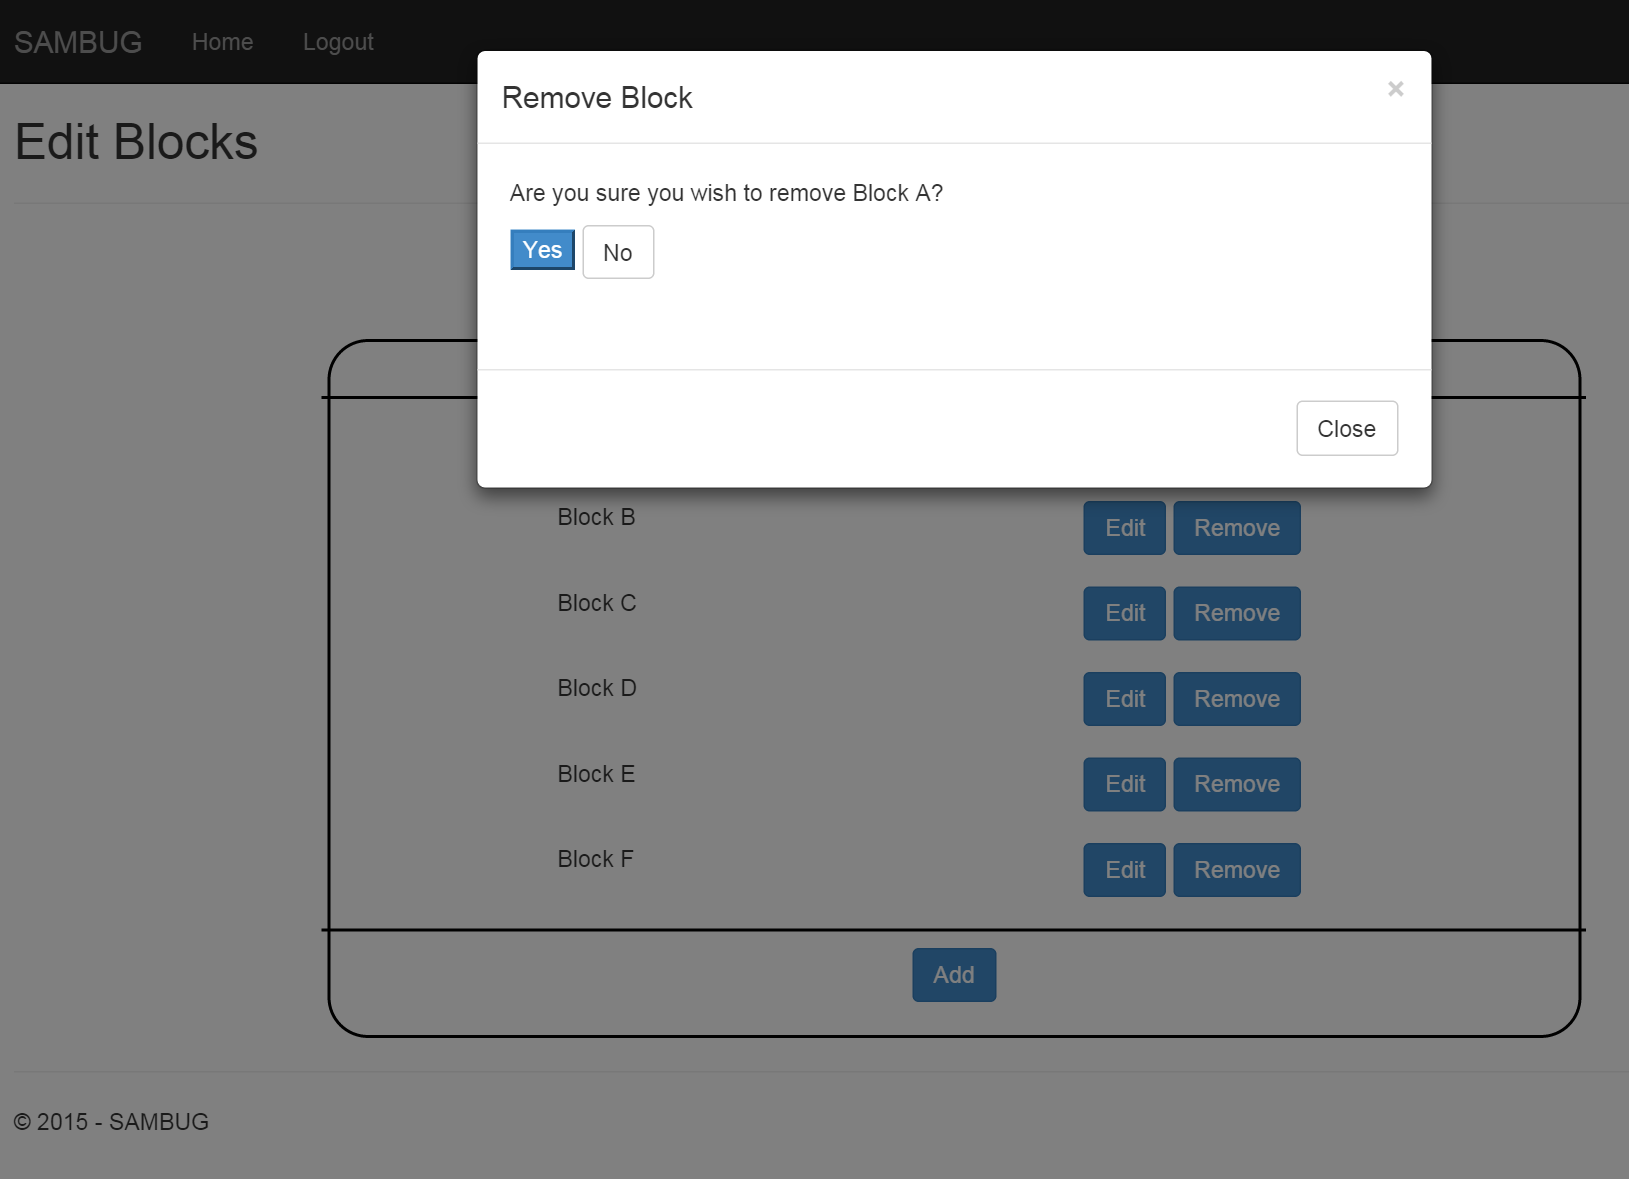 SAMBUG Home Logout
Remove Block ×
Edit Blocks
Are you sure you wish to remove Block A?
Yes No
Close
Block B Edit Remove
Block C Edit Remove
Block D Edit Remove
Block E Edit Remove
Block F Edit Remove
Add
© 2015 - SAMBUG